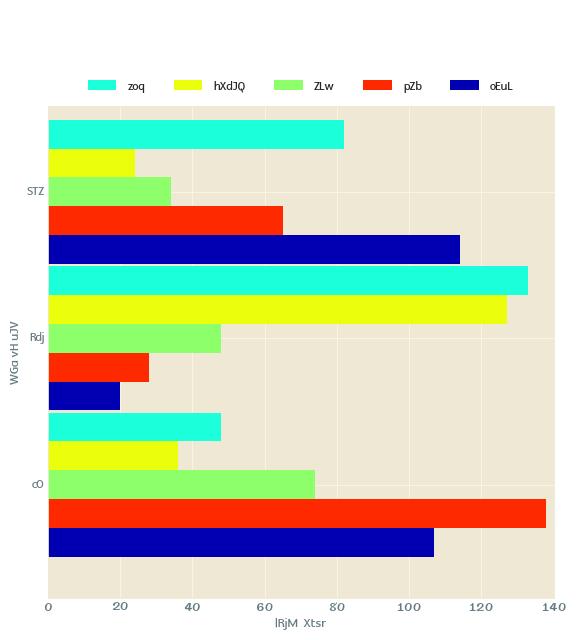 zoq hXdJQ ZLw pZb oEuL
STZ
Rdj
cO
WGa vH uJV
0 20 40 60 80 100 120 140
lRjM Xtsr